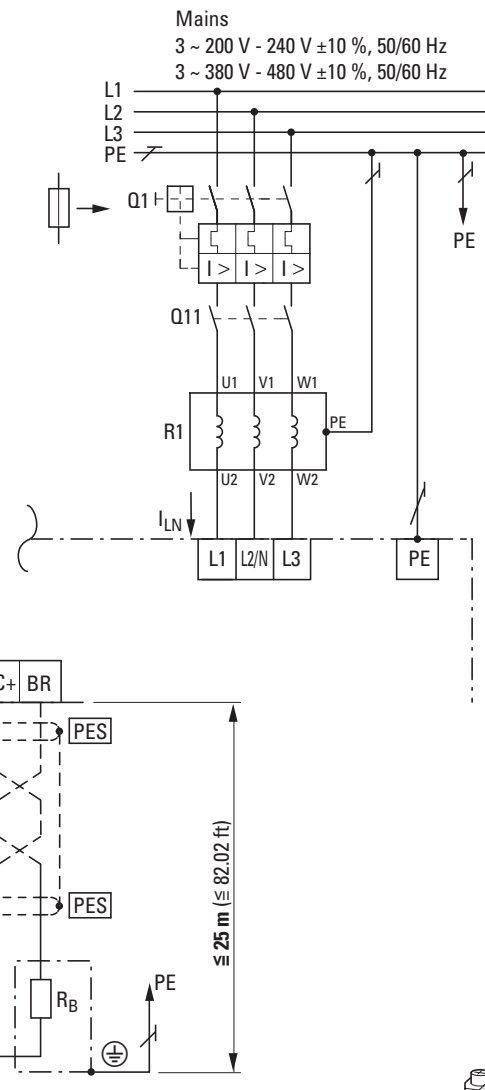 Mains
3 ~ 200 V - 240 V ±10 %, 50/60 Hz
3 ~ 380 V - 480 V ±10 %, 50/60 Hz
L1
L2
L3
PE
Q1
PE
I > I > I >
Q11
U1 V1 W1
R1
PE
U2 V2 W2
I_LN
L1 L2/N L3 PE
C+ BR
PES
PES
≦ 25 m (≦ 82.02 ft)
R_B
PE